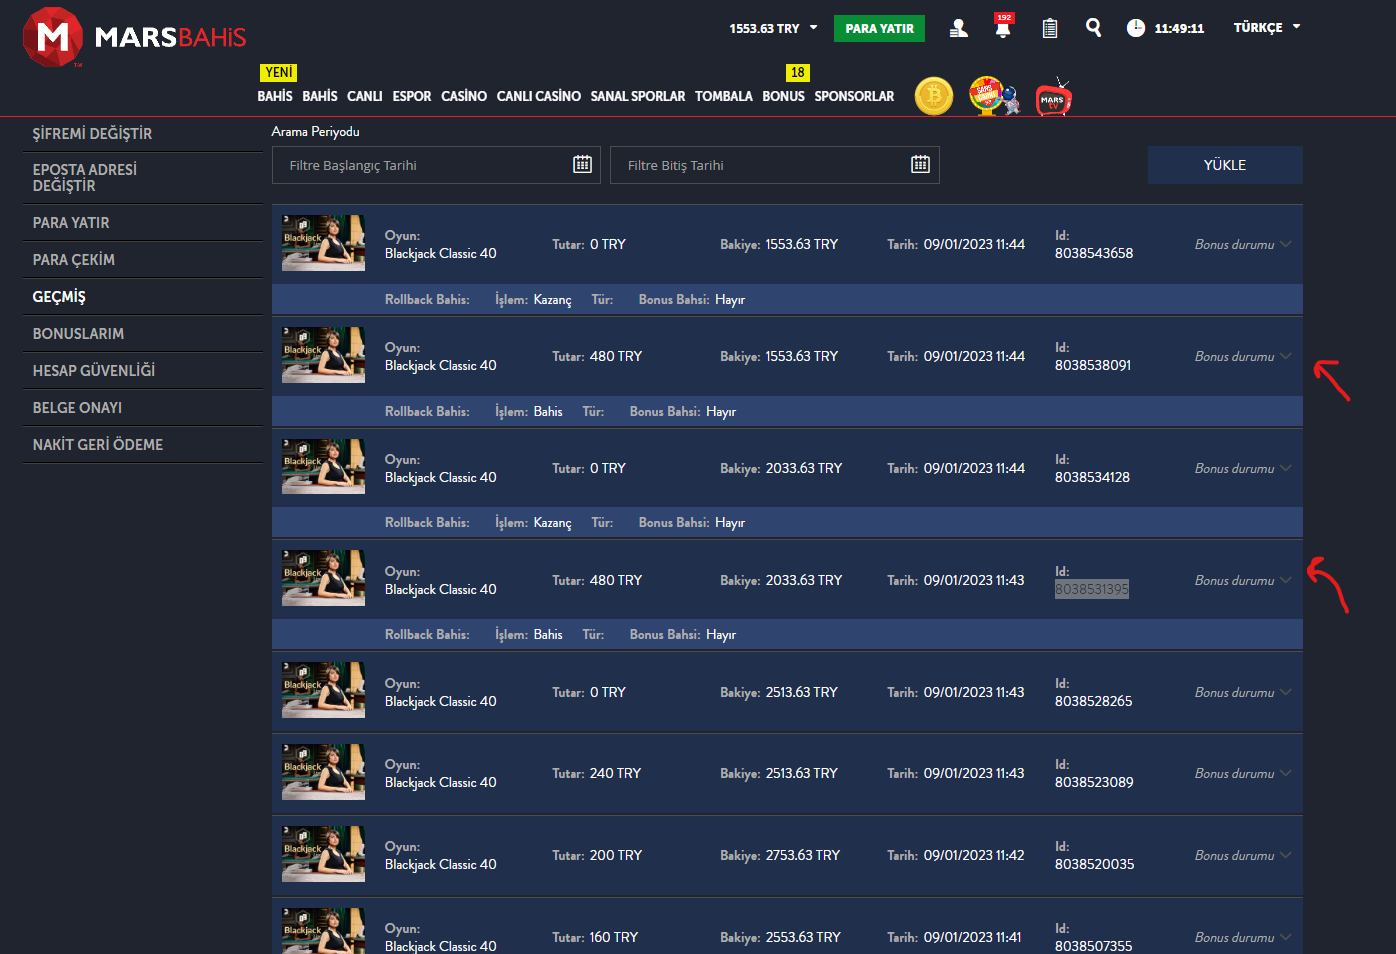 MARSBAHİS
1553.63 TRY
PARA YATIR
192
11:49:11
TÜRKÇE
YENİ
18
BAHİS BAHİS CANLI ESPOR CASİNO CANLI CASİNO SANAL SPORLAR TOMBALA BONUS SPONSORLAR
MARS
TV
ŞİFREMİ DEĞİŞTİR
EPOSTA ADRESİ
DEĞİŞTİR
PARA YATIR
PARA ÇEKİM
GEÇMİŞ
BONUSLARIM
HESAP GÜVENLİĞİ
BELGE ONAYI
NAKİT GERİ ÖDEME
Arama Periyodu
Filtre Başlangıç Tarihi
Filtre Bitiş Tarihi
YÜKLE
Blackjack
Oyun:
Blackjack Classic 40
Tutar: 0 TRY
Bakiye: 1553.63 TRY
Tarih: 09/01/2023 11:44
Id:
8038543658
Bonus durumu
Rollback Bahis: İşlem: Kazanç Tür: Bonus Bahsi: Hayır
Blackjack
Oyun:
Blackjack Classic 40
Tutar: 480 TRY
Bakiye: 1553.63 TRY
Tarih: 09/01/2023 11:44
Id:
8038538091
Bonus durumu
Rollback Bahis: İşlem: Bahis Tür: Bonus Bahsi: Hayır
Blackjack
Oyun:
Blackjack Classic 40
Tutar: 0 TRY
Bakiye: 2033.63 TRY
Tarih: 09/01/2023 11:44
Id:
8038534128
Bonus durumu
Rollback Bahis: İşlem: Kazanç Tür: Bonus Bahsi: Hayır
Blackjack
Oyun:
Blackjack Classic 40
Tutar: 480 TRY
Bakiye: 2033.63 TRY
Tarih: 09/01/2023 11:43
Id:
8038531395
Bonus durumu
Rollback Bahis: İşlem: Bahis Tür: Bonus Bahsi: Hayır
Blackjack
Oyun:
Blackjack Classic 40
Tutar: 0 TRY
Bakiye: 2513.63 TRY
Tarih: 09/01/2023 11:43
Id:
8038528265
Bonus durumu
Blackjack
Oyun:
Blackjack Classic 40
Tutar: 240 TRY
Bakiye: 2513.63 TRY
Tarih: 09/01/2023 11:43
Id:
8038523089
Bonus durumu
Blackjack
Oyun:
Blackjack Classic 40
Tutar: 200 TRY
Bakiye: 2753.63 TRY
Tarih: 09/01/2023 11:42
Id:
8038520035
Bonus durumu
Blackjack
Oyun:
Blackjack Classic 40
Tutar: 160 TRY
Bakiye: 2553.63 TRY
Tarih: 09/01/2023 11:41
Id:
8038507355
Bonus durumu